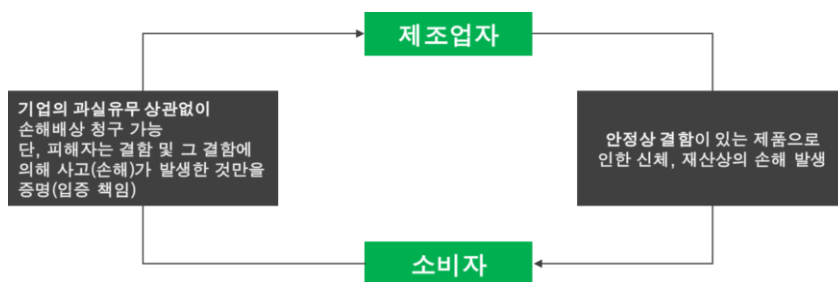 제조업자
기업의 과실유무 상관없이
손해배상 청구 가능
단, 피해자는 결함 및 그 결함에
의해 사고(손해)가 발생한 것만을
증명(입증 책임)
안정상 결함이 있는 제품으로
인한 신체, 재산상의 손해 발생
소비자